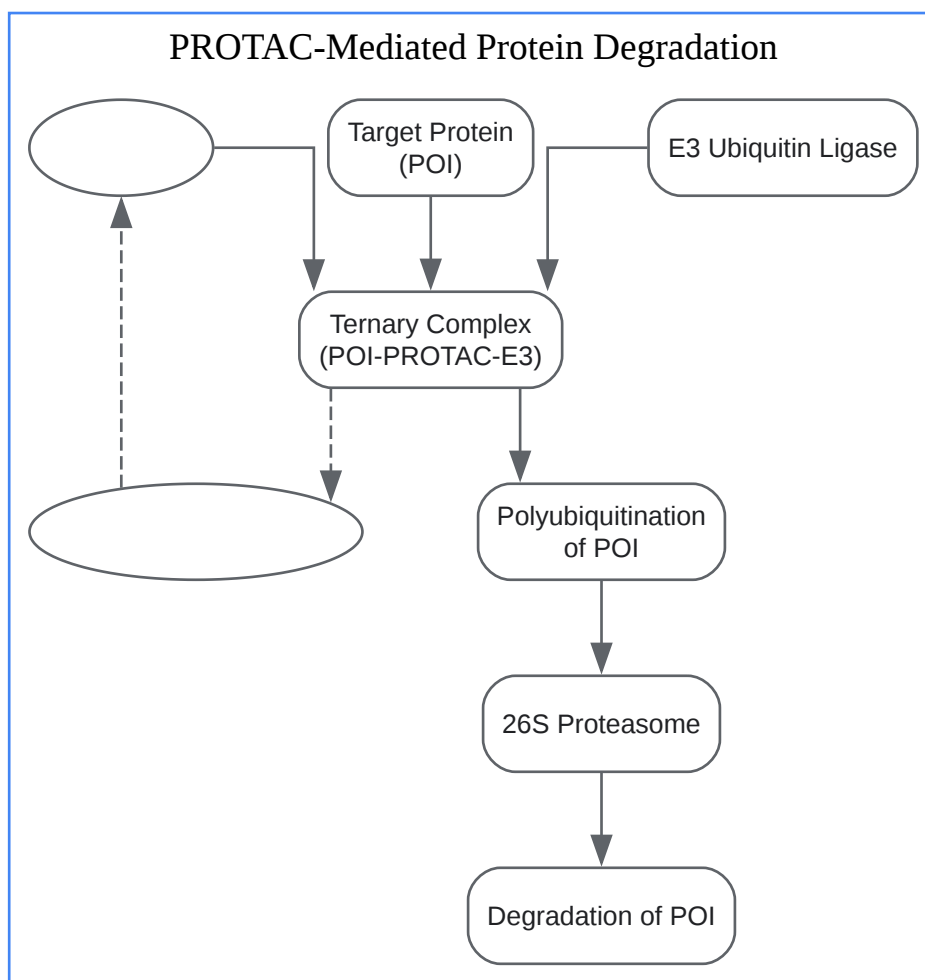 PROTAC-Mediated Protein Degradation
Target Protein
(POI)
E3 Ubiquitin Ligase
Ternary Complex
(POI-PROTAC-E3)
Polyubiquitination
of POI
26S Proteasome
Degradation of POI